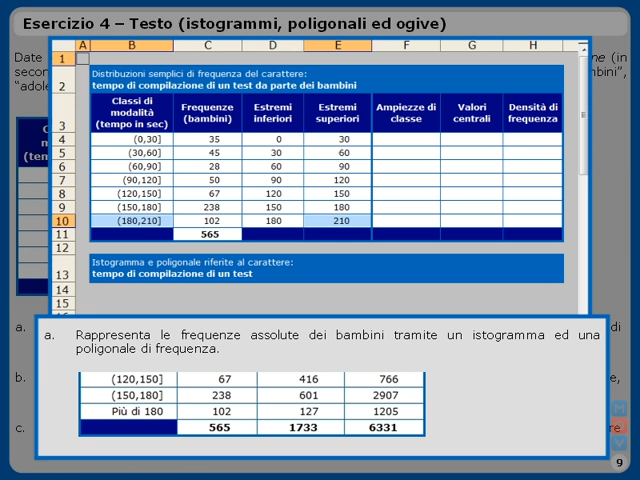 Esercizio 4 – Testo (istogrammi, poligonali ed ogive)
Date
ne (in
secon
mbini”,
“adole
A B C D E F G H
1
2
Distribuzioni semplici di frequenza del carattere:
tempo di compilazione di un test da parte dei bambini
3
Classi di modalità (tempo in sec) Frequenze (bambini) Estremi inferiori Estremi superiori Ampiezze di classe Valori centrali Densità di frequenza
4 (0,30] 35 0 30
5 (30,60] 45 30 60
6 (60,90] 28 60 90
7 (90,120] 50 90 120
8 (120,150] 67 120 150
9 (150,180] 238 150 180
10 (180,210] 102 180 210
11 565
12
13
Istogramma e poligonale riferite al carattere:
tempo di compilazione di un test
14
15
a.
di
a. Rappresenta le frequenze assolute dei bambini tramite un istogramma ed una
poligonale di frequenza.
b.
(120,150] 67 416 766
(150,180] 238 601 2907
Più di 180 102 127 1205
565 1733 6331
c.
re
M
I
V
9